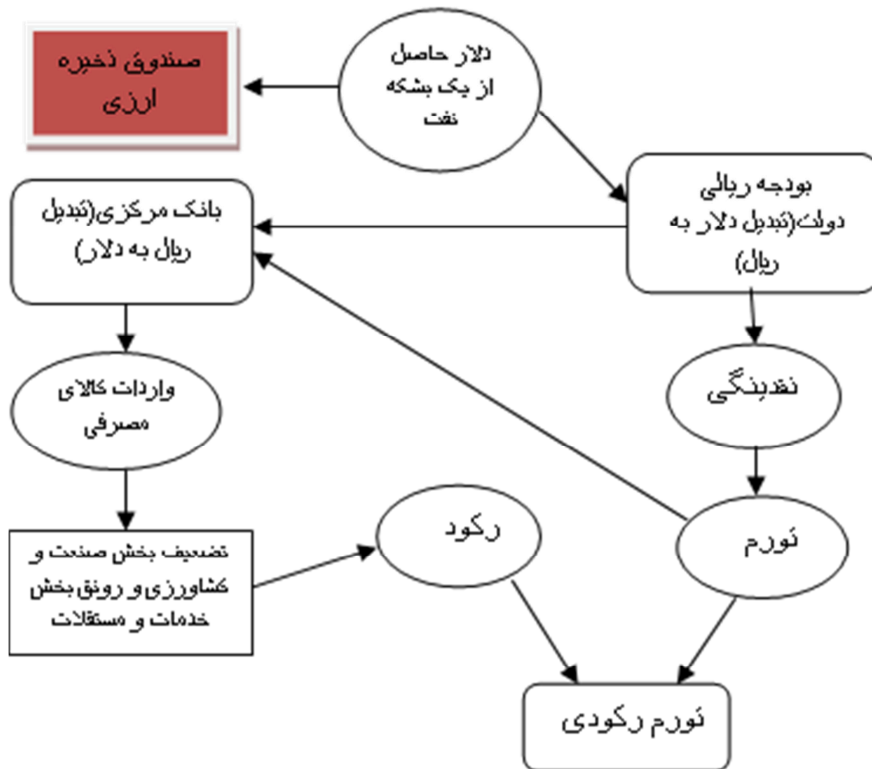 دلار حاصل
از یک بشکه
نفت
صندوق ذخیره
ارزی
بودجه ریالی
دولت(تبدیل دلار به
ریال)
بانک مرکزی(تبدیل
ریال به دلار)
نقدینگی
واردات کالای
مصرفی
تورم
رکود
تضعیف بخش صنعت و
کشاورزی و رونق بخش
خدمات و مستقلات
تورم رکودی